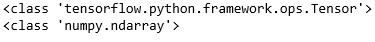 <class 'tensorflow.python.framework.ops.Tensor'>
<class 'numpy.ndarray'>